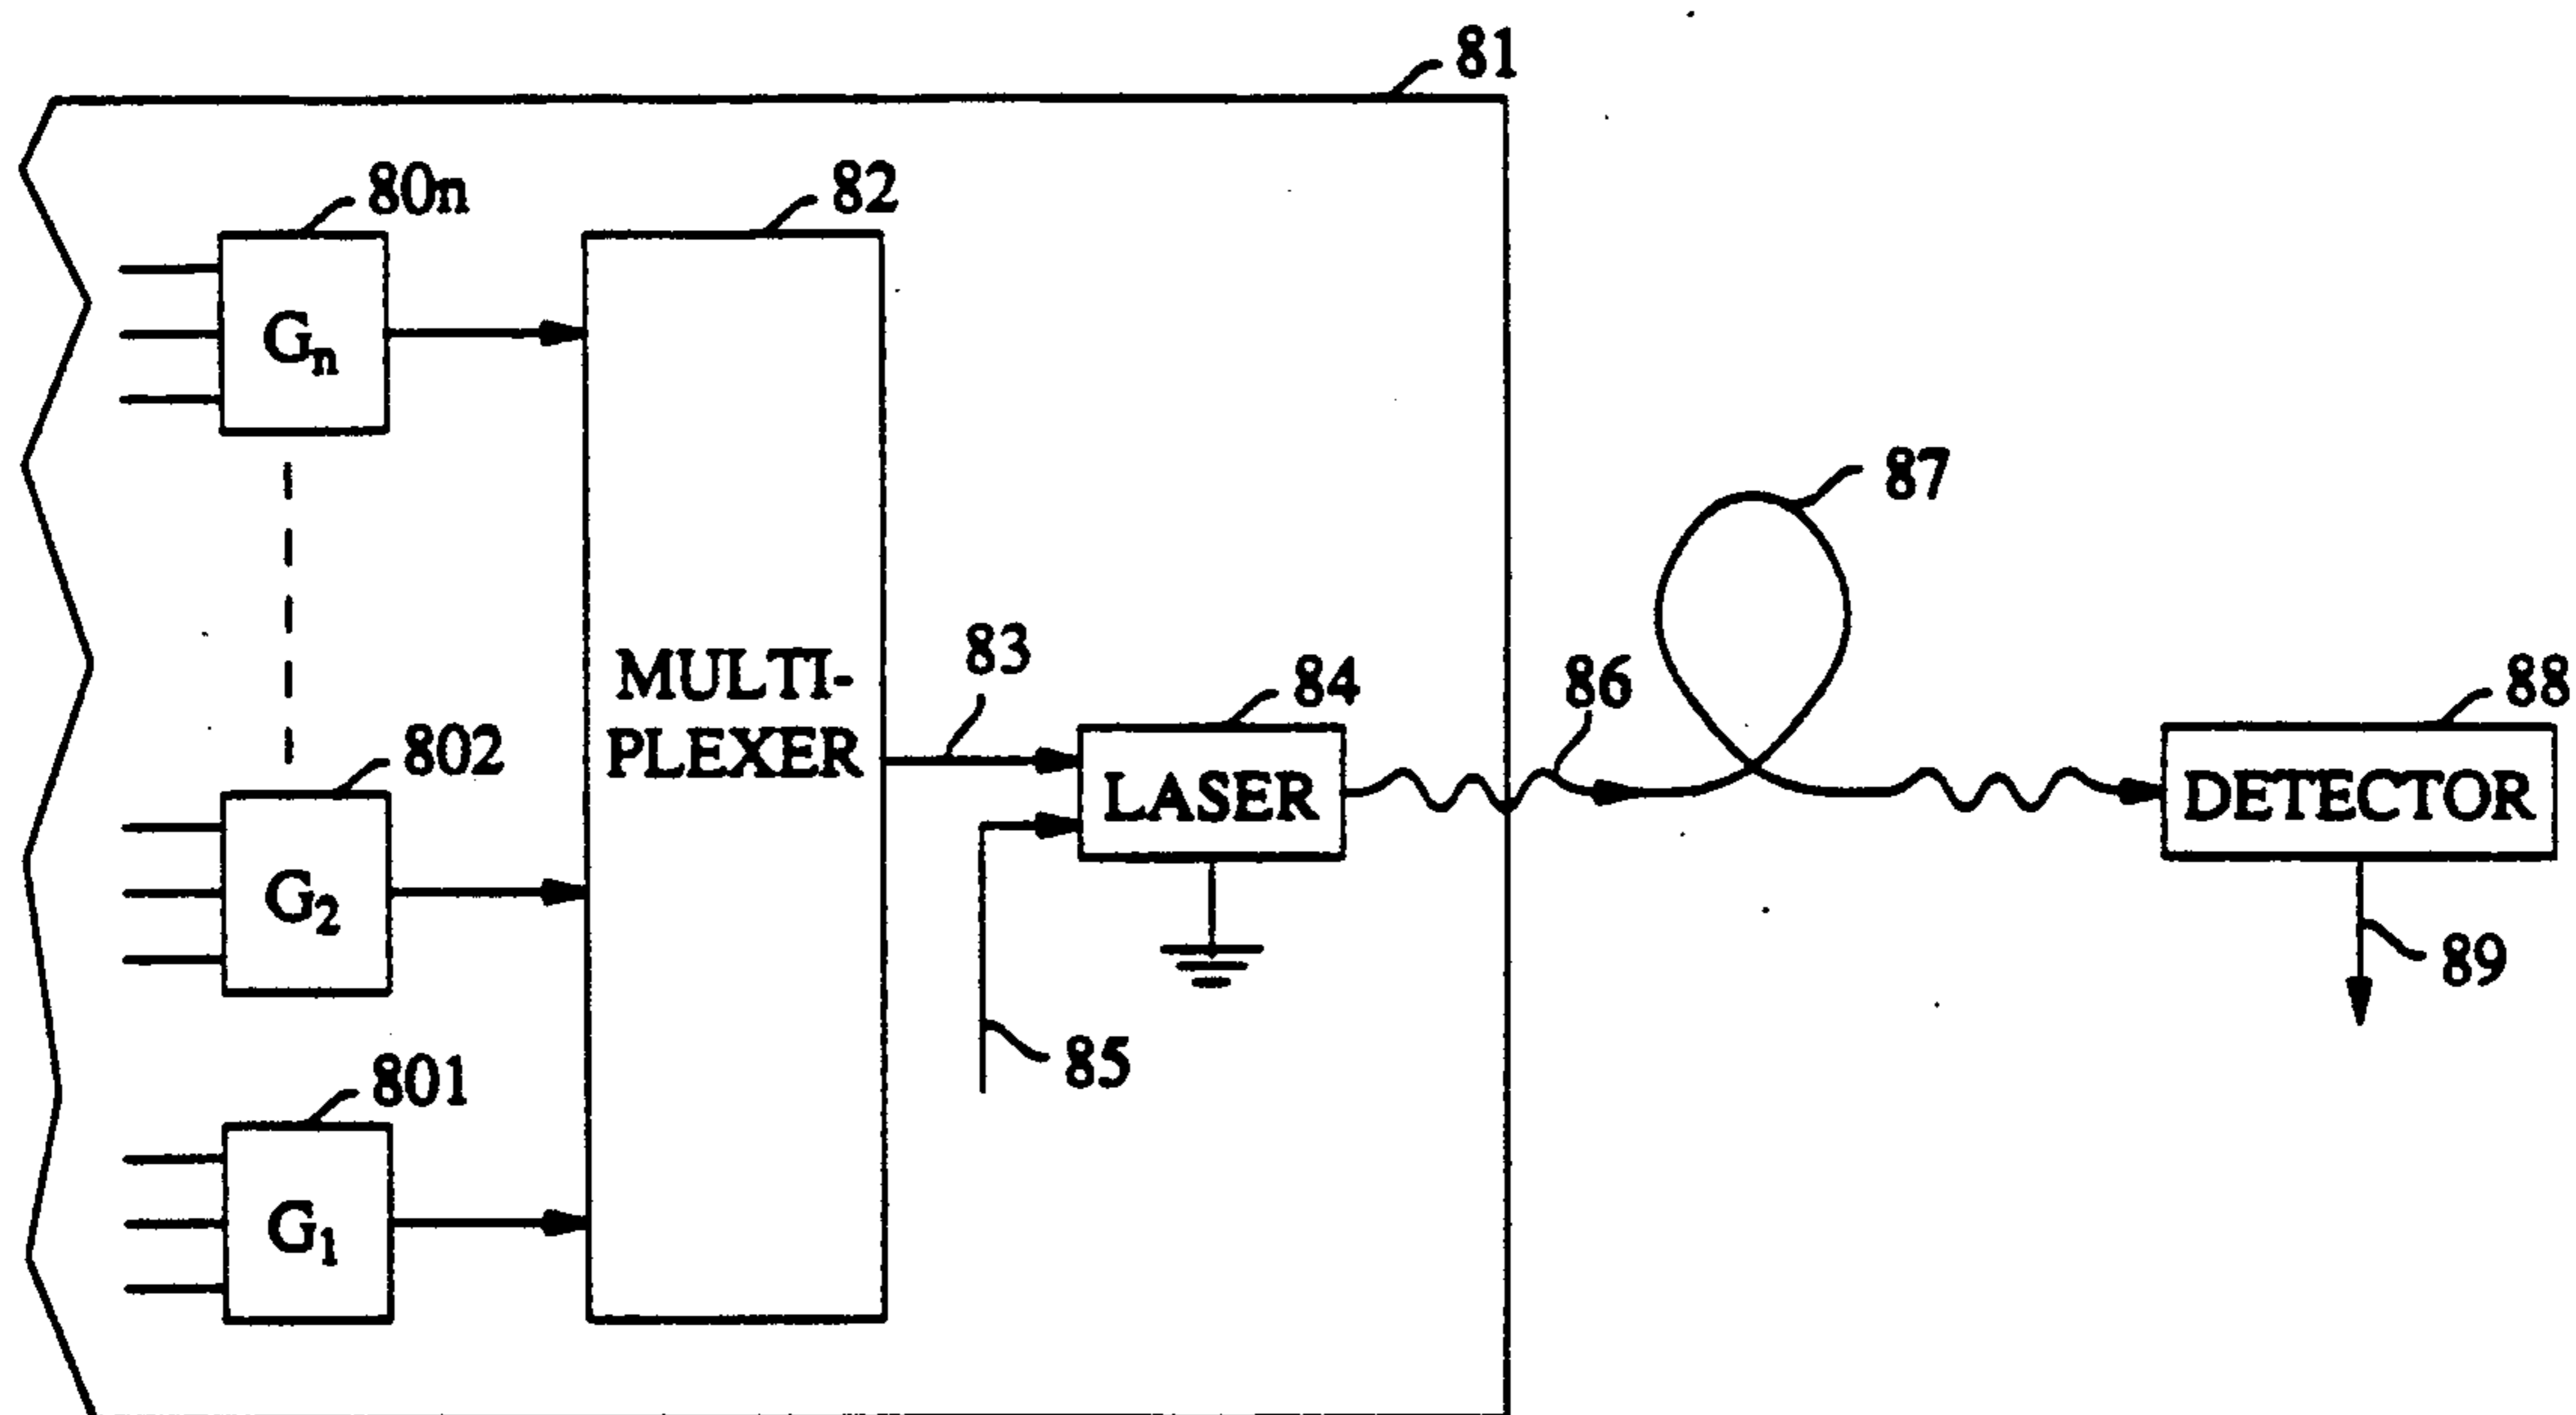 81
80n
82
Gn
87
83
84
86
88
MULTI-
PLEXER
LASER
DETECTOR
802
G2
89
85
801
G1